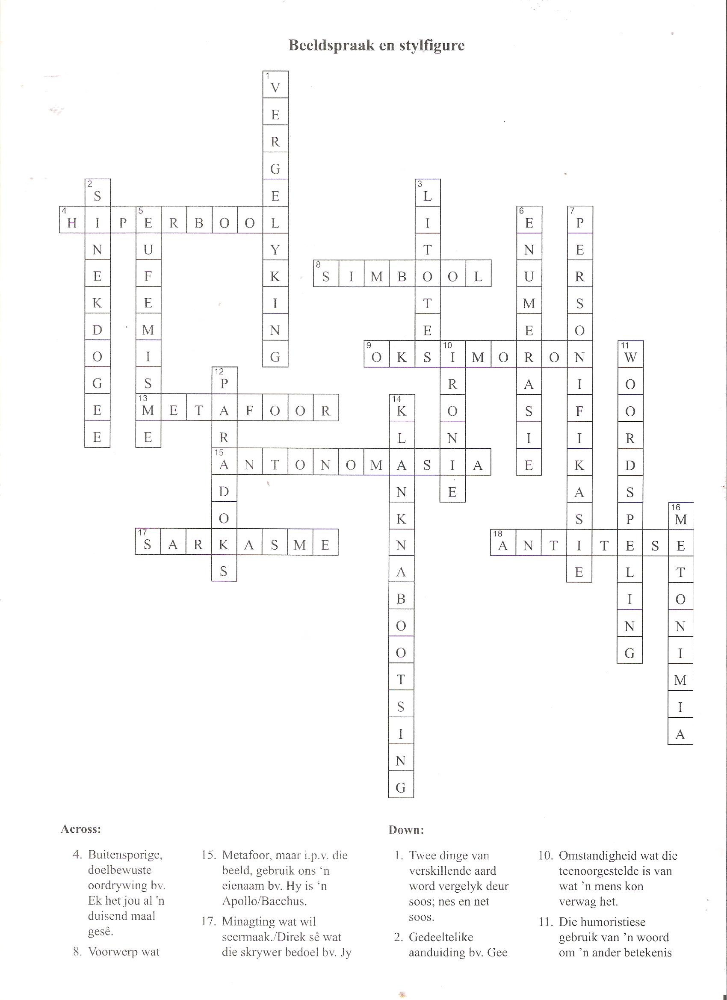 Beeldspraak en stylfigure
1
V
E
R
G
2 3
S E L
4 5 6 7
H I P E R B O O L I E P
N U Y T N E
8
E F K S I M B O O L U R
K E I T M S
D M N E E O
9 10 11
O I G O K S I M O R O N W
12
G S P R A I O
13 14
M E T A F O O R
E K O S F O
E E R L N I I R
15
A N T O N O M A S I A E K D
D N E A S
16
O K S P M
17 18
S A R K A S M E N A N T I T E S E
S A E L T
B I O
O N N
O G I
T M
S I
I A
N
G
Across:
4. Buitensporige,
doelbewuste
oordrywing bv.
Ek het jou al 'n
duisend maal
gesê.
8. Voorwerp wat
15. Metafoor, maar i.p.v. die
beeld, gebruik ons ‘n
eienaam bv. Hy is ‘n
Apollo/Bacchus.
17. Minagting wat wil
seermaak./Direk sê wat
die skrywer bedoel bv. Jy
Down:
1. Twee dinge van
verskillende aard
word vergelyk deur
soos; nes en net
soos.
2. Gedeeltelike
aanduiding bv. Gee
10. Omstandigheid wat die
teenoorgestelde is van
wat ’n mens kon
verwag het.
11. Die humoristiese
gebruik van ’n woord
om ’n ander betekenis